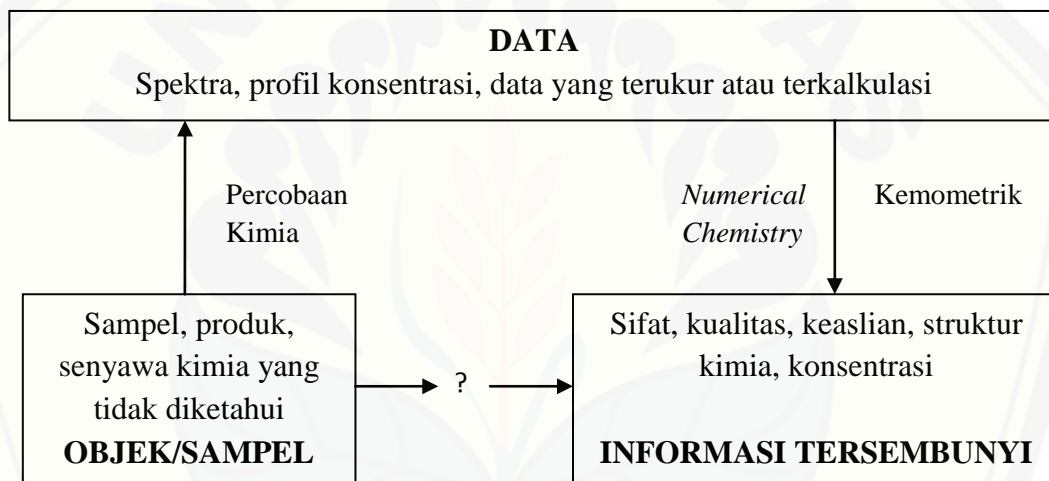 DATA
Spektra, profil konsentrasi, data yang terukur atau terkalkulasi
Percobaan
Kimia
Numerical
Chemistry
Kemometrik
Sampel, produk,
senyawa kimia yang
tidak diketahui
OBJEK/SAMPEL
?
Sifat, kualitas, keaslian, struktur
kimia, konsentrasi
INFORMASI TERSEMBUNYI